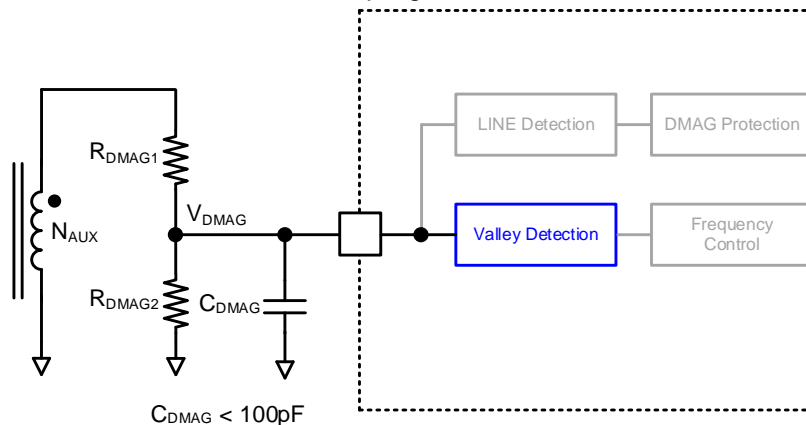 LINE Detection
DMAG Protection
RDMAG1
VDMAG
NAUX
Valley Detection
Frequency
Control
RDMAG2
CDMAG
CDMAG < 100pF